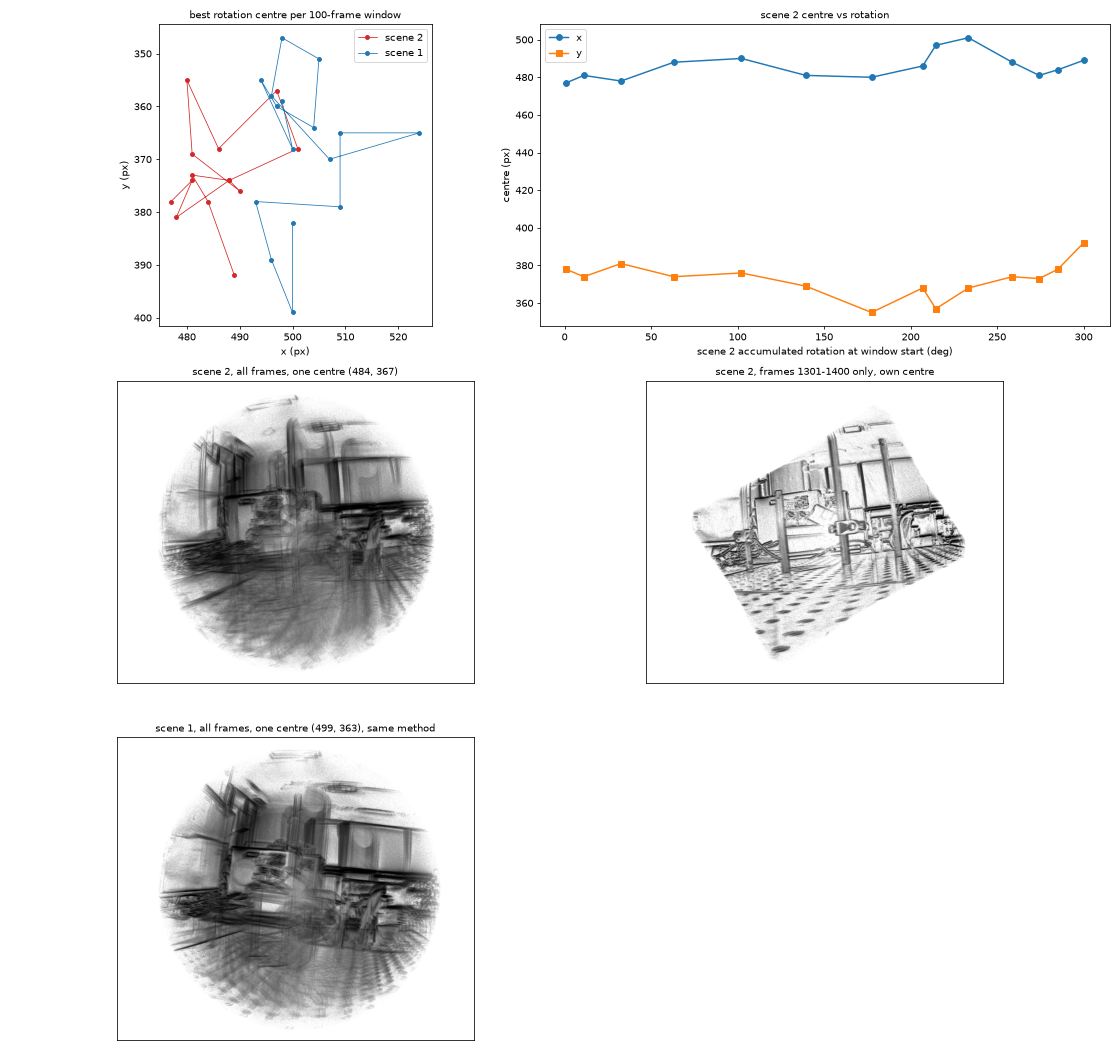 best rotation centre per 100-frame window
scene 2
scene 1
350
360
370
380
390
400
y (px)
480
490
500
510
520
x (px)
scene 2 centre vs rotation
x
y
500
480
460
440
420
400
380
360
centre (px)
0
50
100
150
200
250
300
scene 2 accumulated rotation at window start (deg)
scene 2, all frames, one centre (484, 367)
scene 2, frames 1301-1400 only, own centre
scene 1, all frames, one centre (499, 363), same method